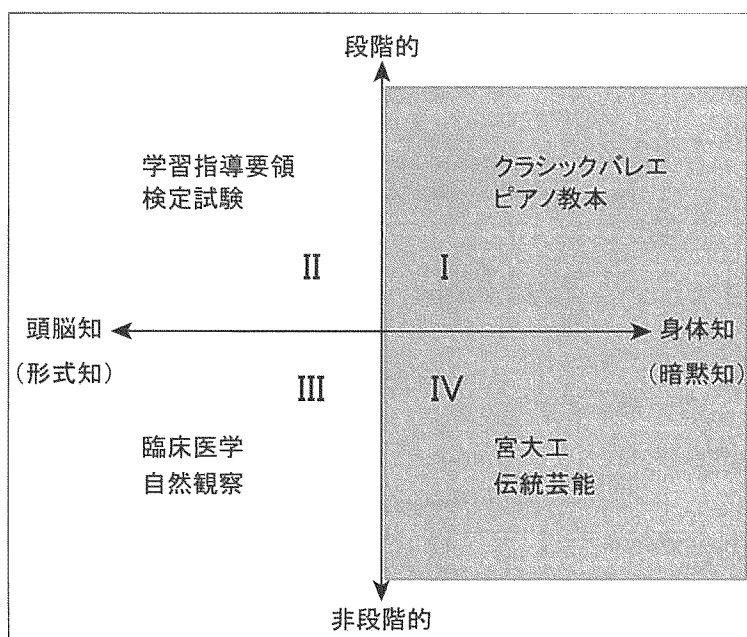 段階的
学習指導要領
検定試験
クラシックバレエ
ピアノ教本
II
I
頭脳知
(形式知)
身体知
(暗黙知)
III
IV
臨床医学
自然観察
宮大工
伝統芸能
非段階的